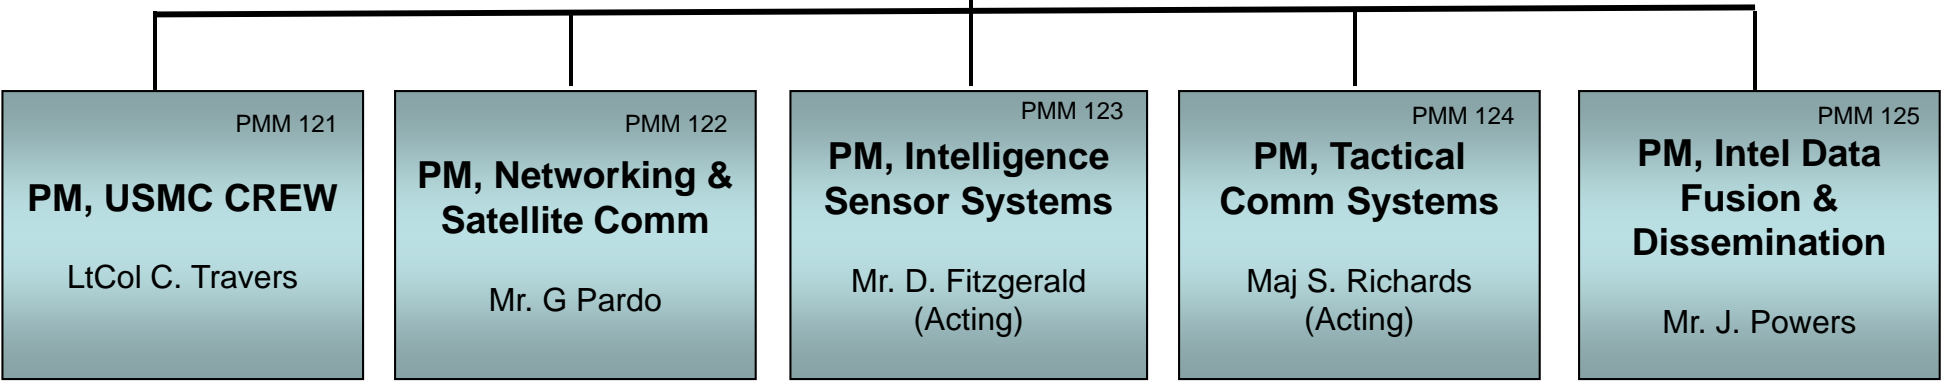 PMM 121
PM, USMC CREW
LtCol C. Travers
PMM 122
PM, Networking &
Satellite Comm
Mr. G Pardo
PMM 123
PM, Intelligence
Sensor Systems
Mr. D. Fitzgerald
(Acting)
PMM 124
PM, Tactical
Comm Systems
Maj S. Richards
(Acting)
PMM 125
PM, Intel Data
Fusion &
Dissemination
Mr. J. Powers